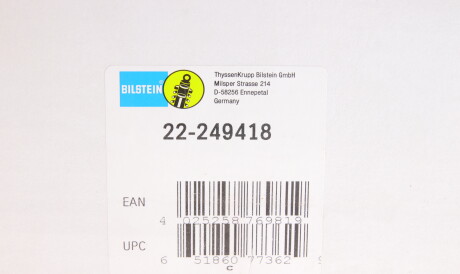 BILSTEIN
ThyssenKrupp Bilstein GmbH
Milsper Strasse 214
D-58256 Ennepetal
Germany
22-249418
EAN
4 025258 769819
UPC
6 51860 77362 9
C